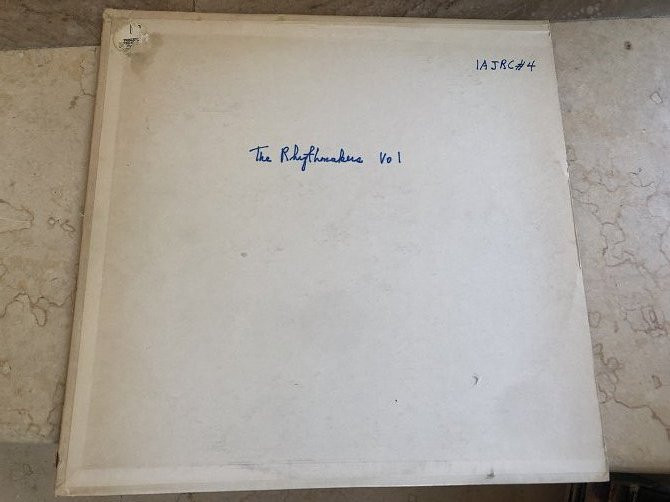 IAJRC#4
The Rhythmakers Vol